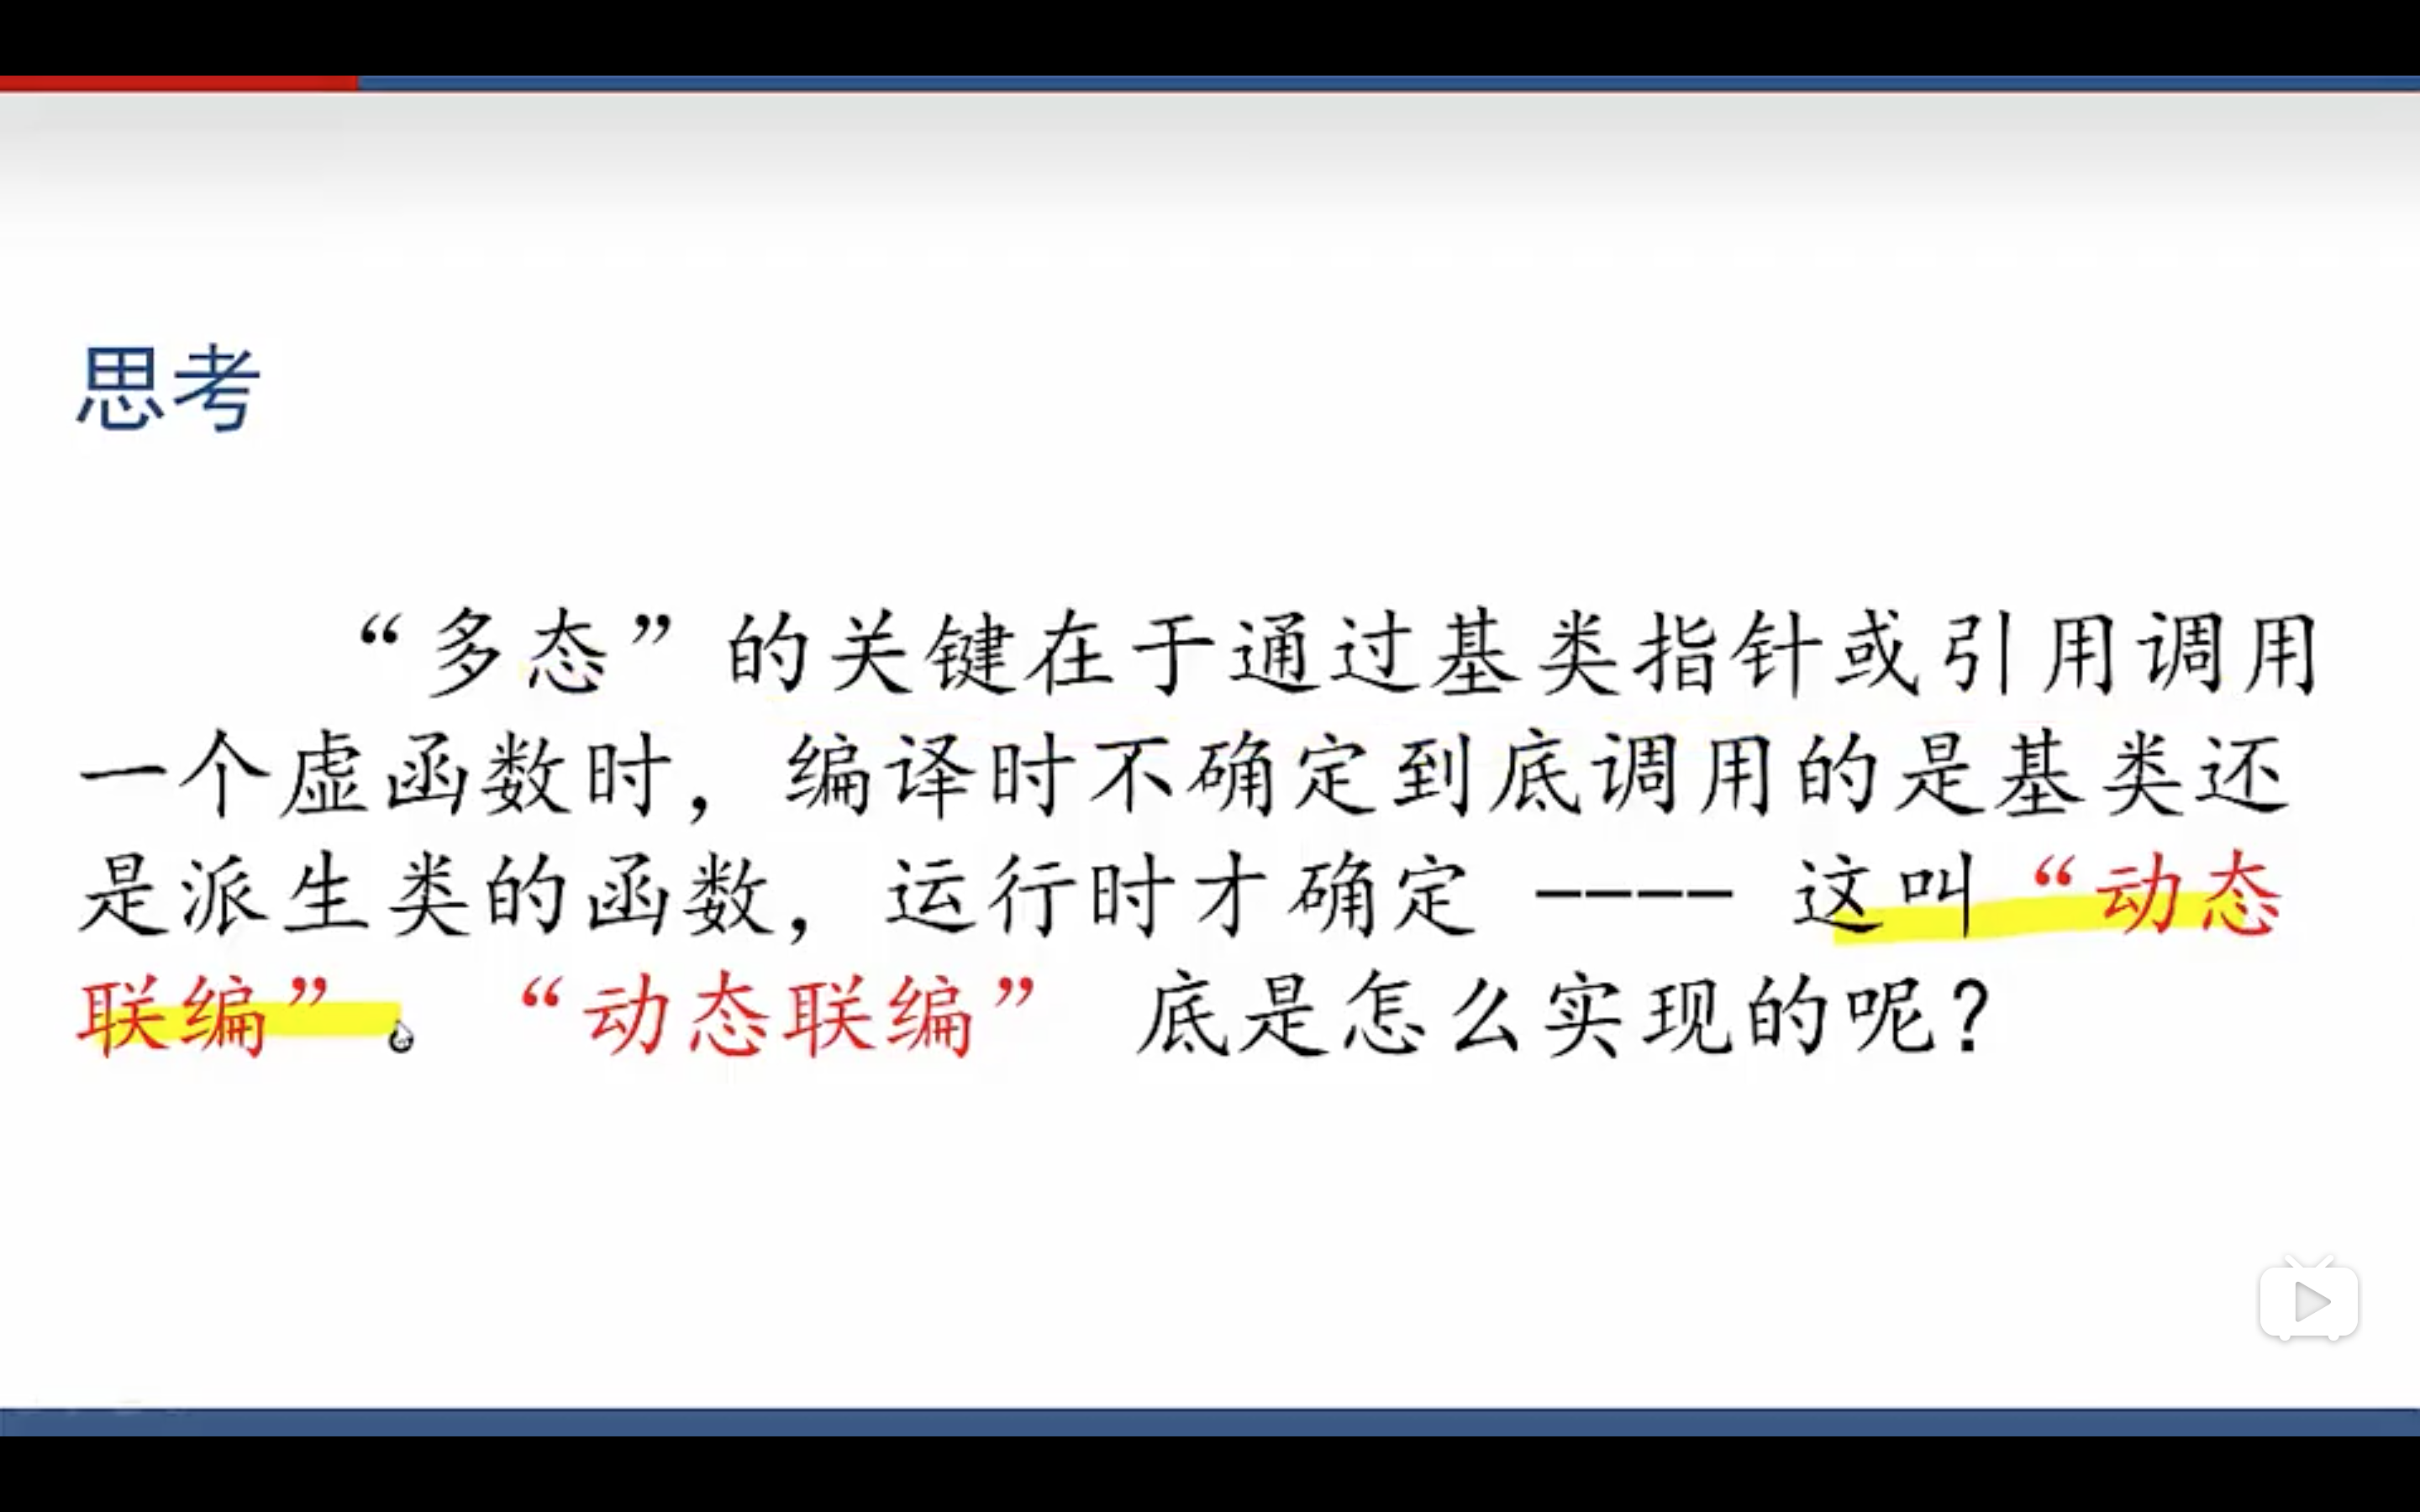 思考
“多态”的关键在于通过基类指针或引用调用
一个虚函数时，编译时不确定到底调用的是基类还
是派生类的函数，运行时才确定 ---- 这叫“动态
联编”。 “动态联编” 底是怎么实现的呢？